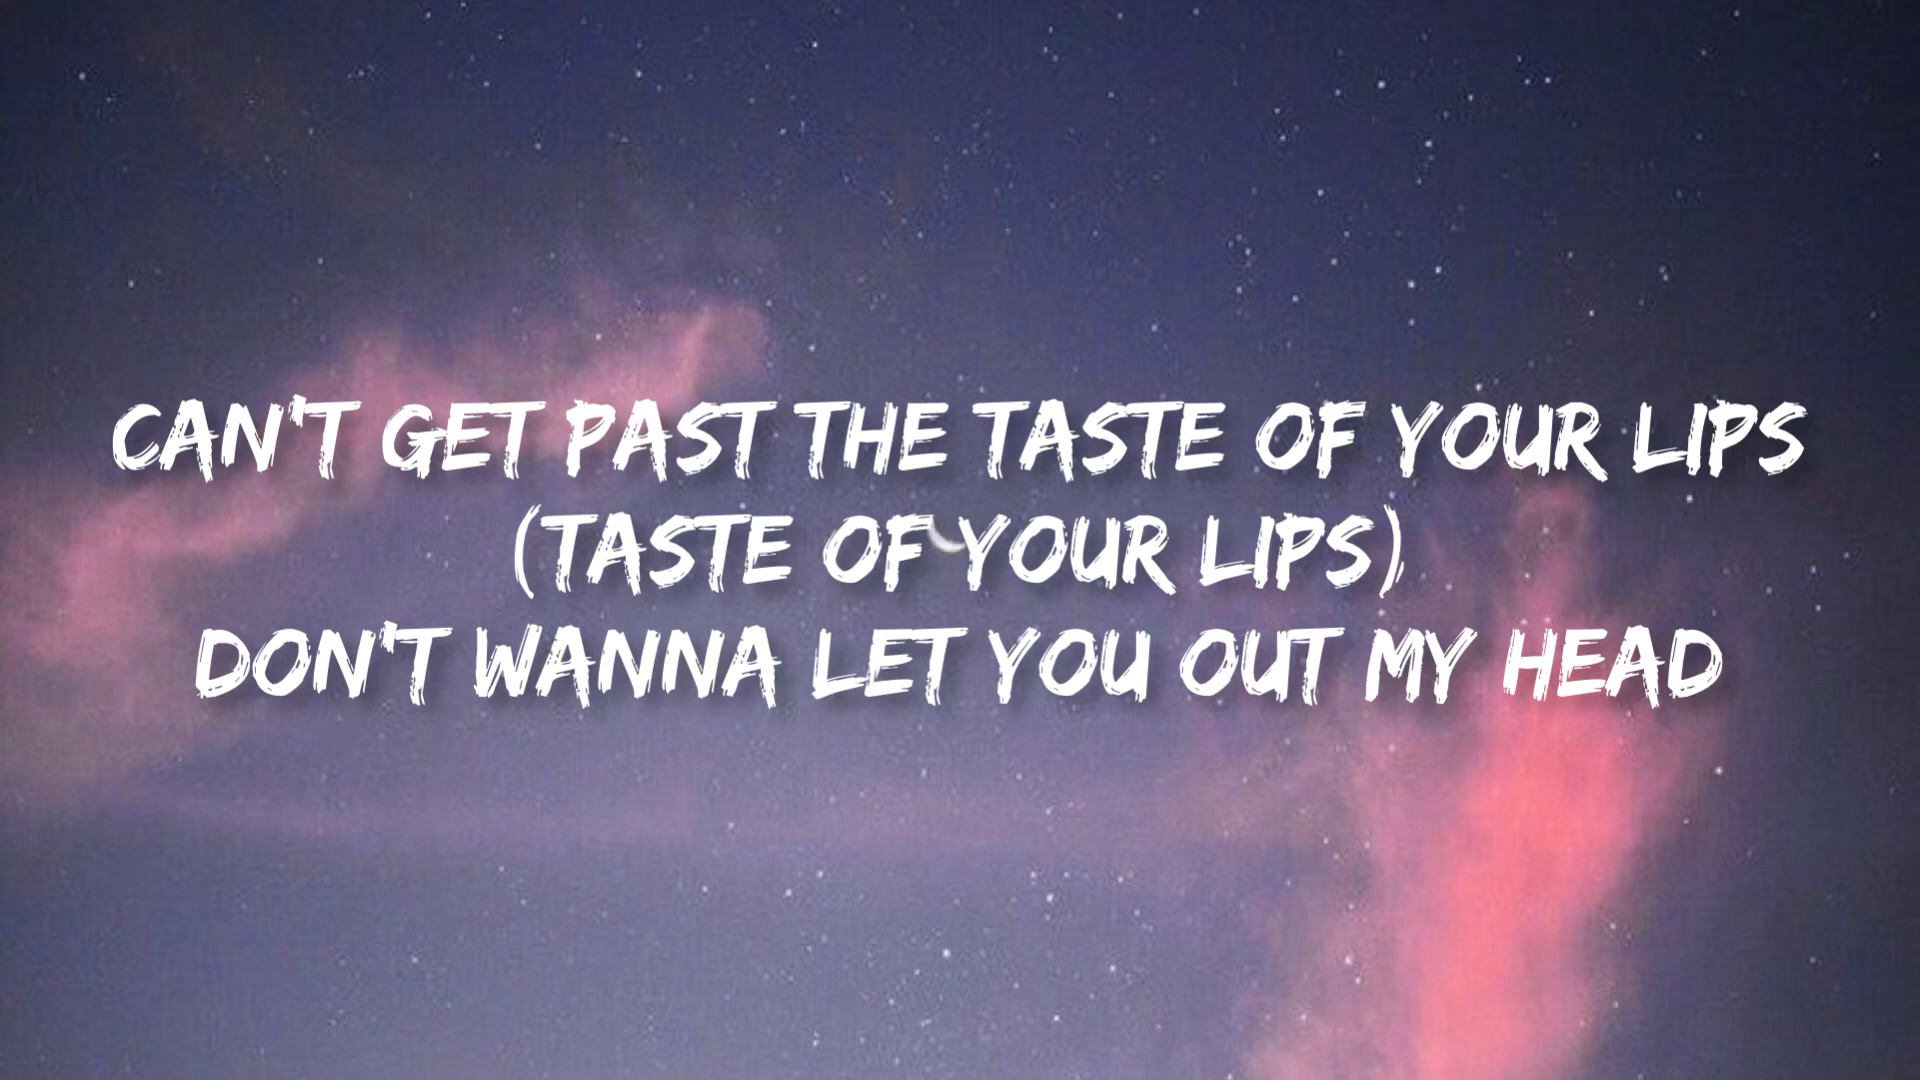 CAN'T GET PAST THE TASTE OF YOUR LIPS
(TASTE OF YOUR LIPS)
DON'T WANNA LET YOU OUT MY HEAD